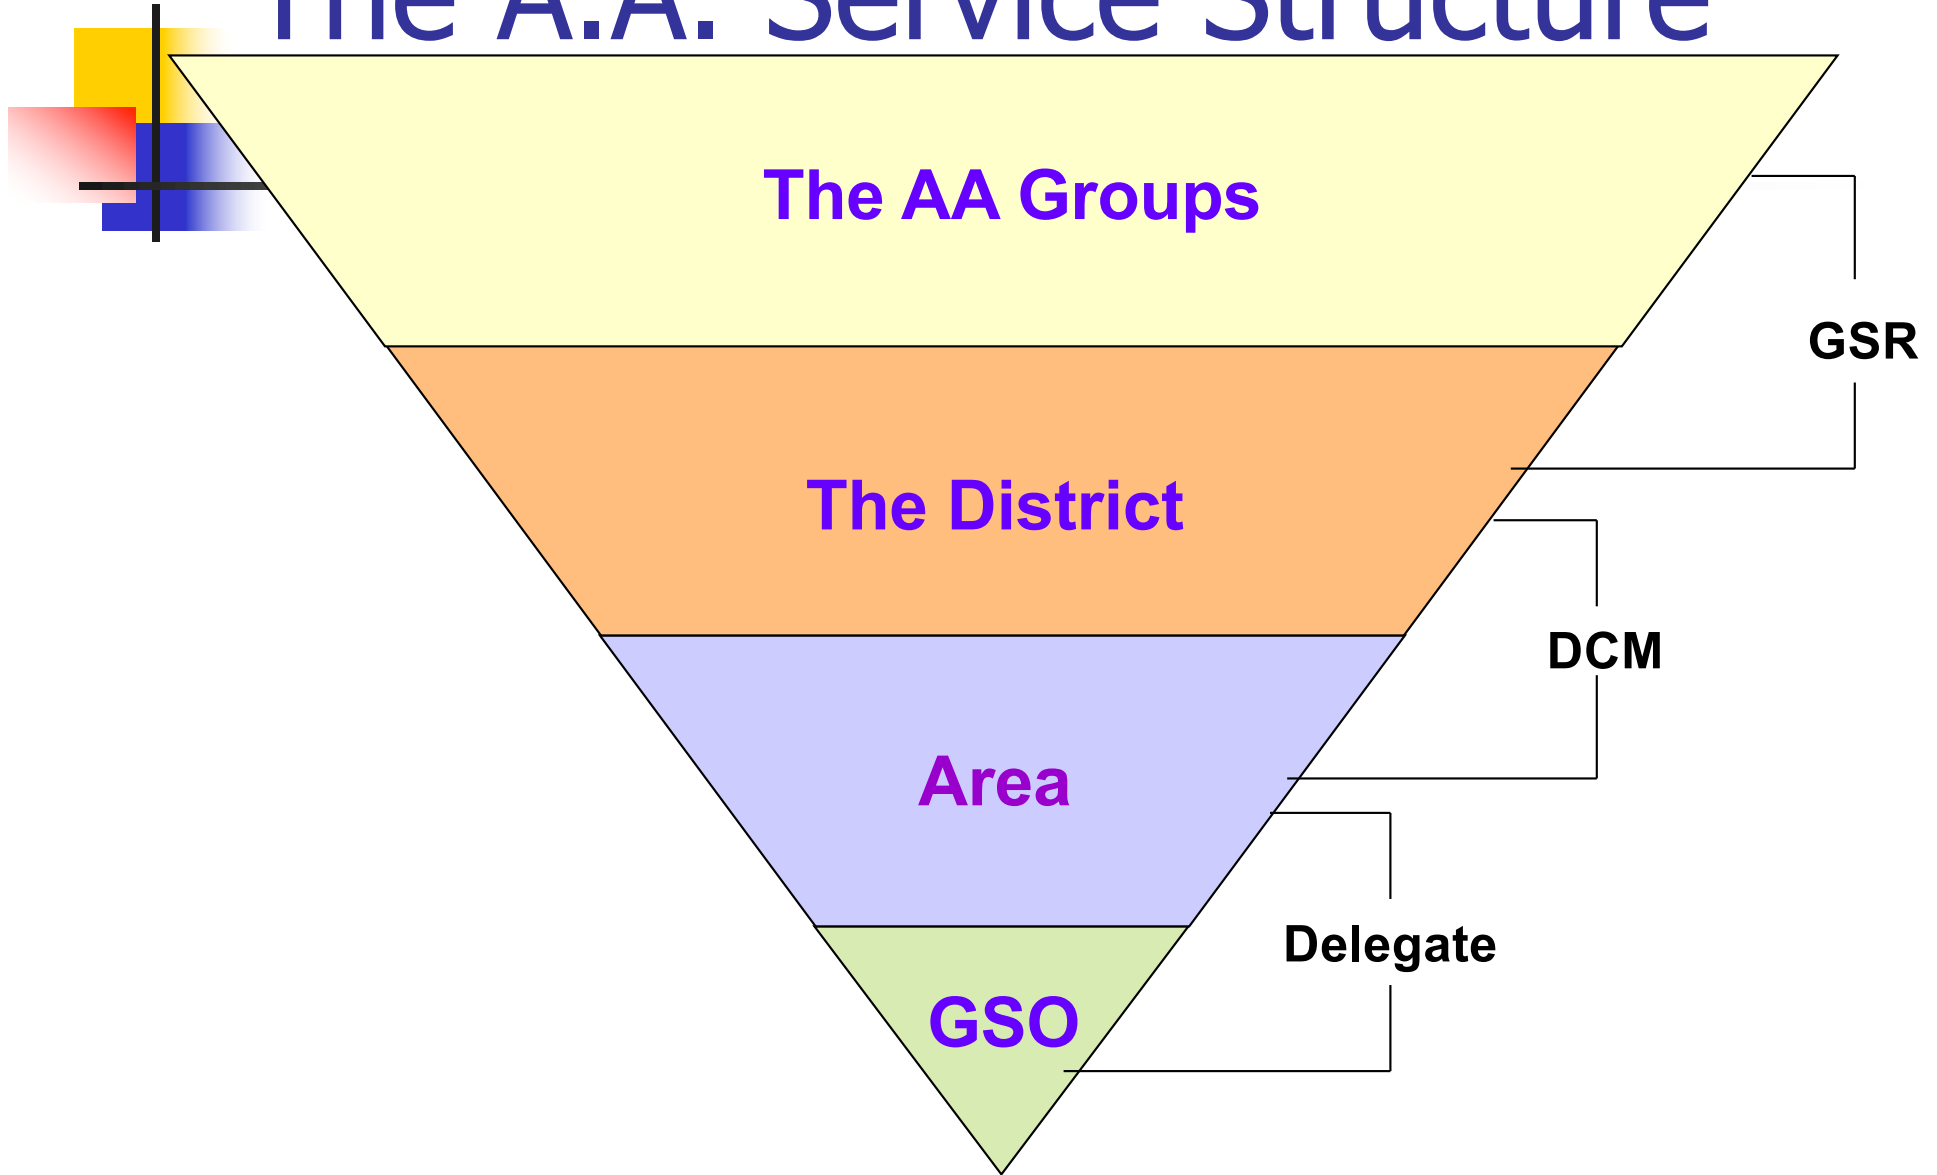 The A.A. Service Structure
The AA Groups
GSR
The District
DCM
Area
Delegate
GSO